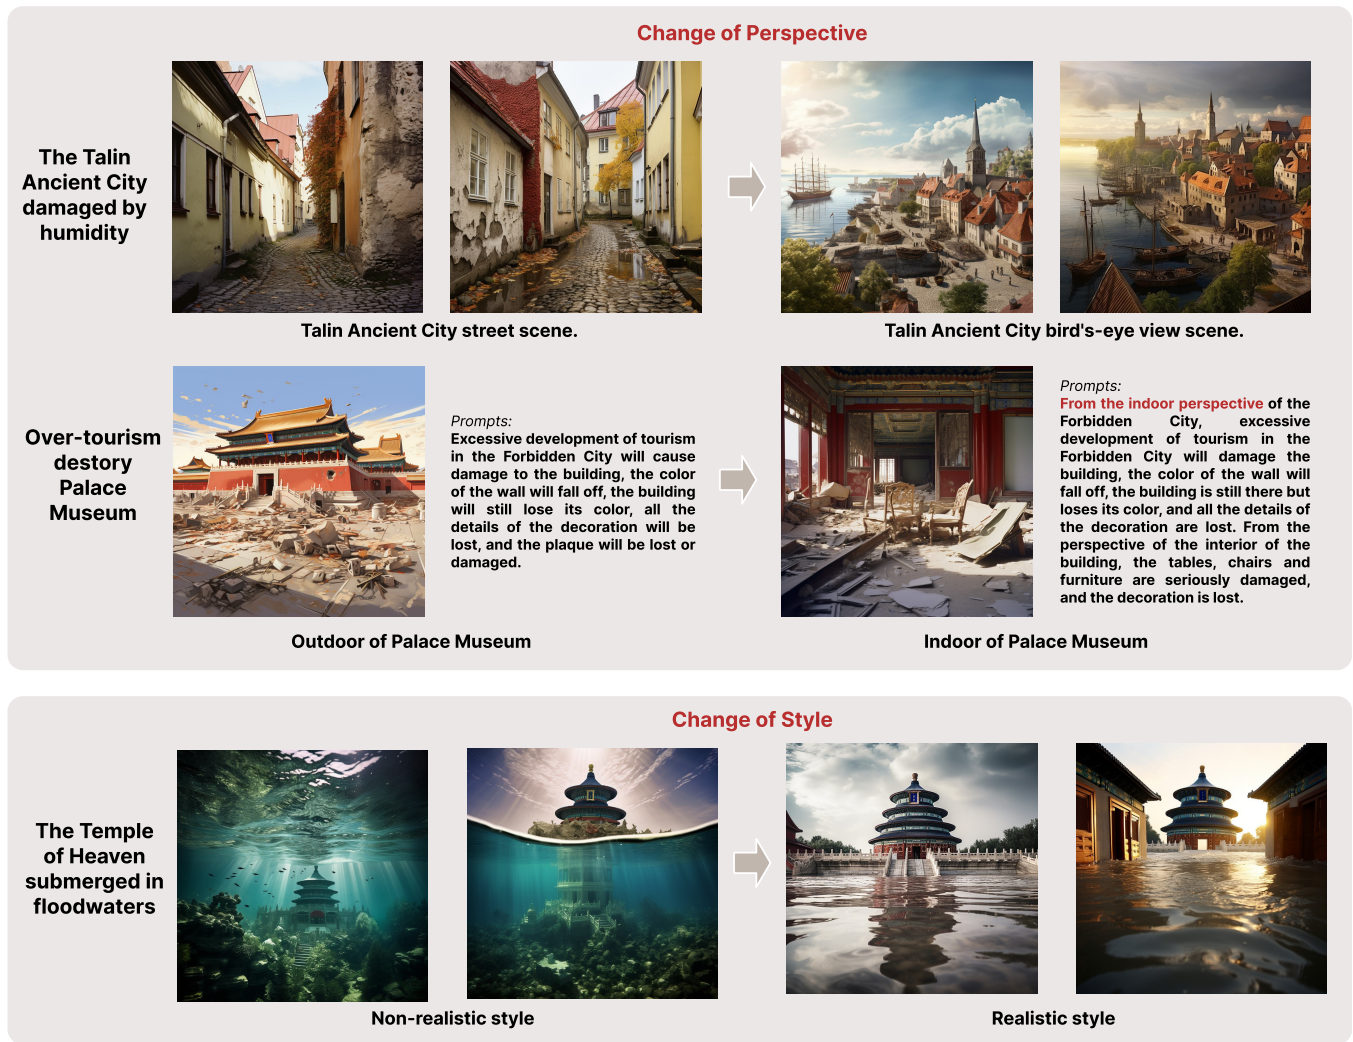 Change of Perspective
The Talin
Ancient City
damaged by
humidity
Talin Ancient City street scene.
Talin Ancient City bird's-eye view scene.
Over-tourism
destory
Palace
Museum
Prompts:
Excessive development of tourism
in the Forbidden City will cause
damage to the building, the color
of the wall will fall off, the building
will still lose its color, all the
details of the decoration will be
lost, and the plaque will be lost or
damaged.
Prompts:
From the indoor perspective of the
Forbidden City, excessive
development of tourism in the
Forbidden City will damage the
building, the color of the wall will
fall off, the building is still there but
loses its color, and all the details of
the decoration are lost. From the
perspective of the interior of the
building, the tables, chairs and
furniture are seriously damaged,
and the decoration is lost.
Outdoor of Palace Museum
Indoor of Palace Museum
Change of Style
The Temple
of Heaven
submerged in
floodwaters
Non-realistic style
Realistic style